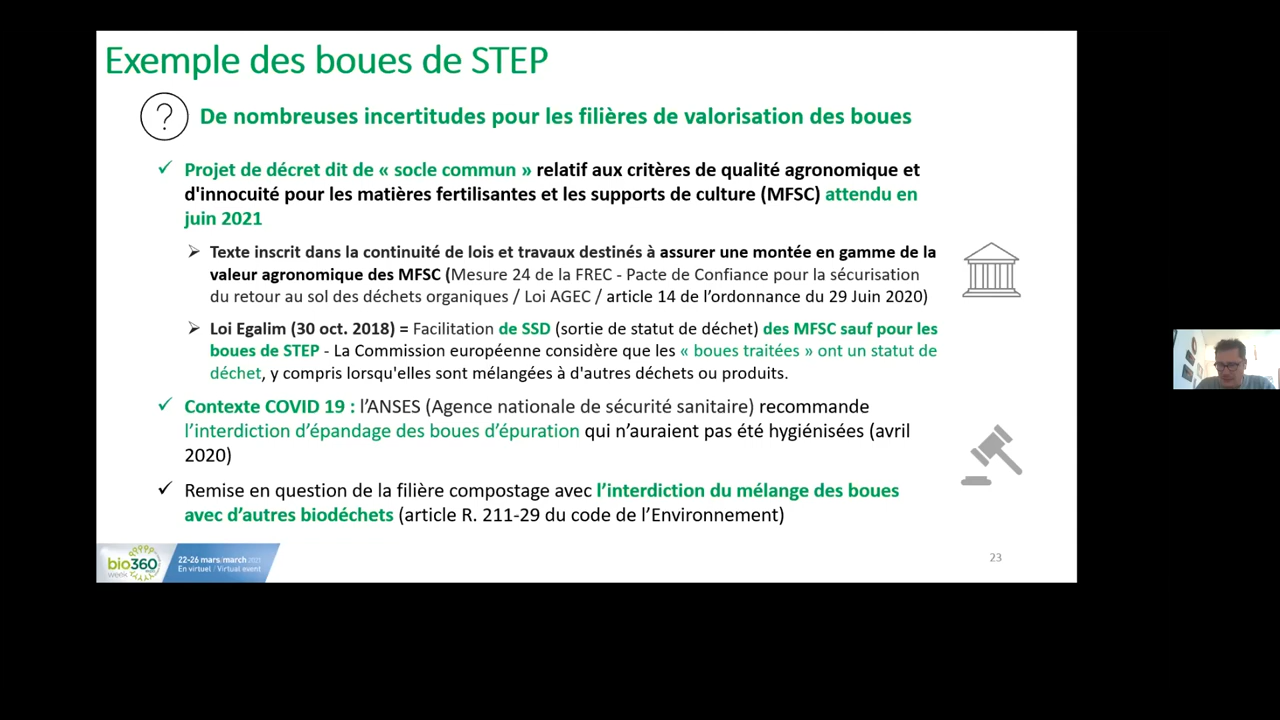 Exemple des boues de STEP
?
De nombreuses incertitudes pour les filières de valorisation des boues
✓ Projet de décret dit de « socle commun » relatif aux critères de qualité agronomique et
d'innocuité pour les matières fertilisantes et les supports de culture (MFSC) attendu en
juin 2021
➢ Texte inscrit dans la continuité de lois et travaux destinés à assurer une montée en gamme de la
valeur agronomique des MFSC (Mesure 24 de la FREC - Pacte de Confiance pour la sécurisation
du retour au sol des déchets organiques / Loi AGEC / article 14 de l’ordonnance du 29 Juin 2020)
➢ Loi Egalim (30 oct. 2018) = Facilitation de SSD (sortie de statut de déchet) des MFSC sauf pour les
boues de STEP - La Commission européenne considère que les « boues traitées » ont un statut de
déchet, y compris lorsqu'elles sont mélangées à d'autres déchets ou produits.
✓ Contexte COVID 19 : l’ANSES (Agence nationale de sécurité sanitaire) recommande
l’interdiction d’épandage des boues d’épuration qui n’auraient pas été hygiénisées (avril
2020)
✓ Remise en question de la filière compostage avec l’interdiction du mélange des boues
avec d’autres biodéchets (article R. 211-29 du code de l’Environnement)
bio360
week
22-26 mars/march 2021
En virtuel / Virtual event
23